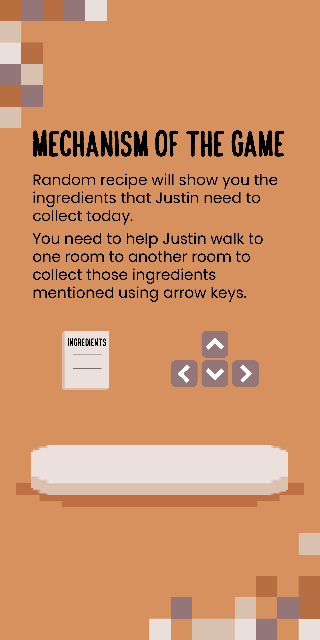 MECHANISM OF THE GAME
Random recipe will show you the
ingredients that Justin need to
collect today.
You need to help Justin walk to
one room to another room to
collect those ingredients
mentioned using arrow keys.
INGREDIENTS